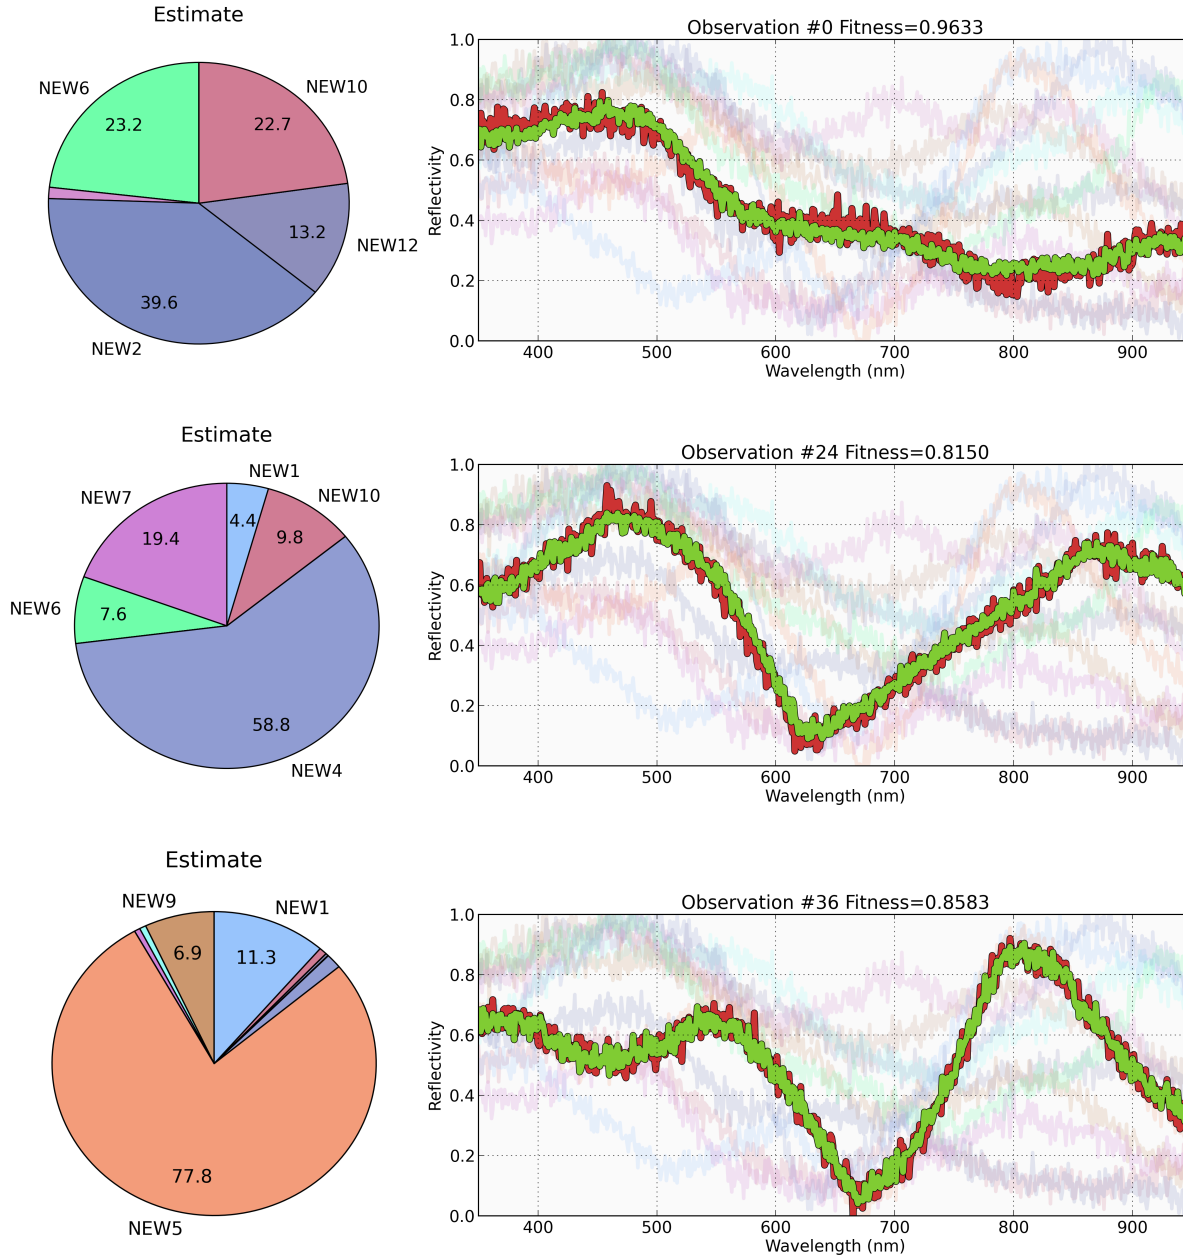 Estimate
NEW6
NEW10
23.2
22.7
13.2
NEW12
39.6
NEW2
Observation #0 Fitness=0.9633
Reflectivity
1.0
0.8
0.6
0.4
0.2
0.0
400 500 600 700 800 900
Wavelength (nm)
Estimate
NEW1
NEW7
NEW10
4.4
19.4
9.8
NEW6
7.6
58.8
NEW4
Observation #24 Fitness=0.8150
Reflectivity
1.0
0.8
0.6
0.4
0.2
0.0
400 500 600 700 800 900
Wavelength (nm)
Estimate
NEW9
NEW1
6.9
11.3
77.8
NEW5
Observation #36 Fitness=0.8583
Reflectivity
1.0
0.8
0.6
0.4
0.2
0.0
400 500 600 700 800 900
Wavelength (nm)